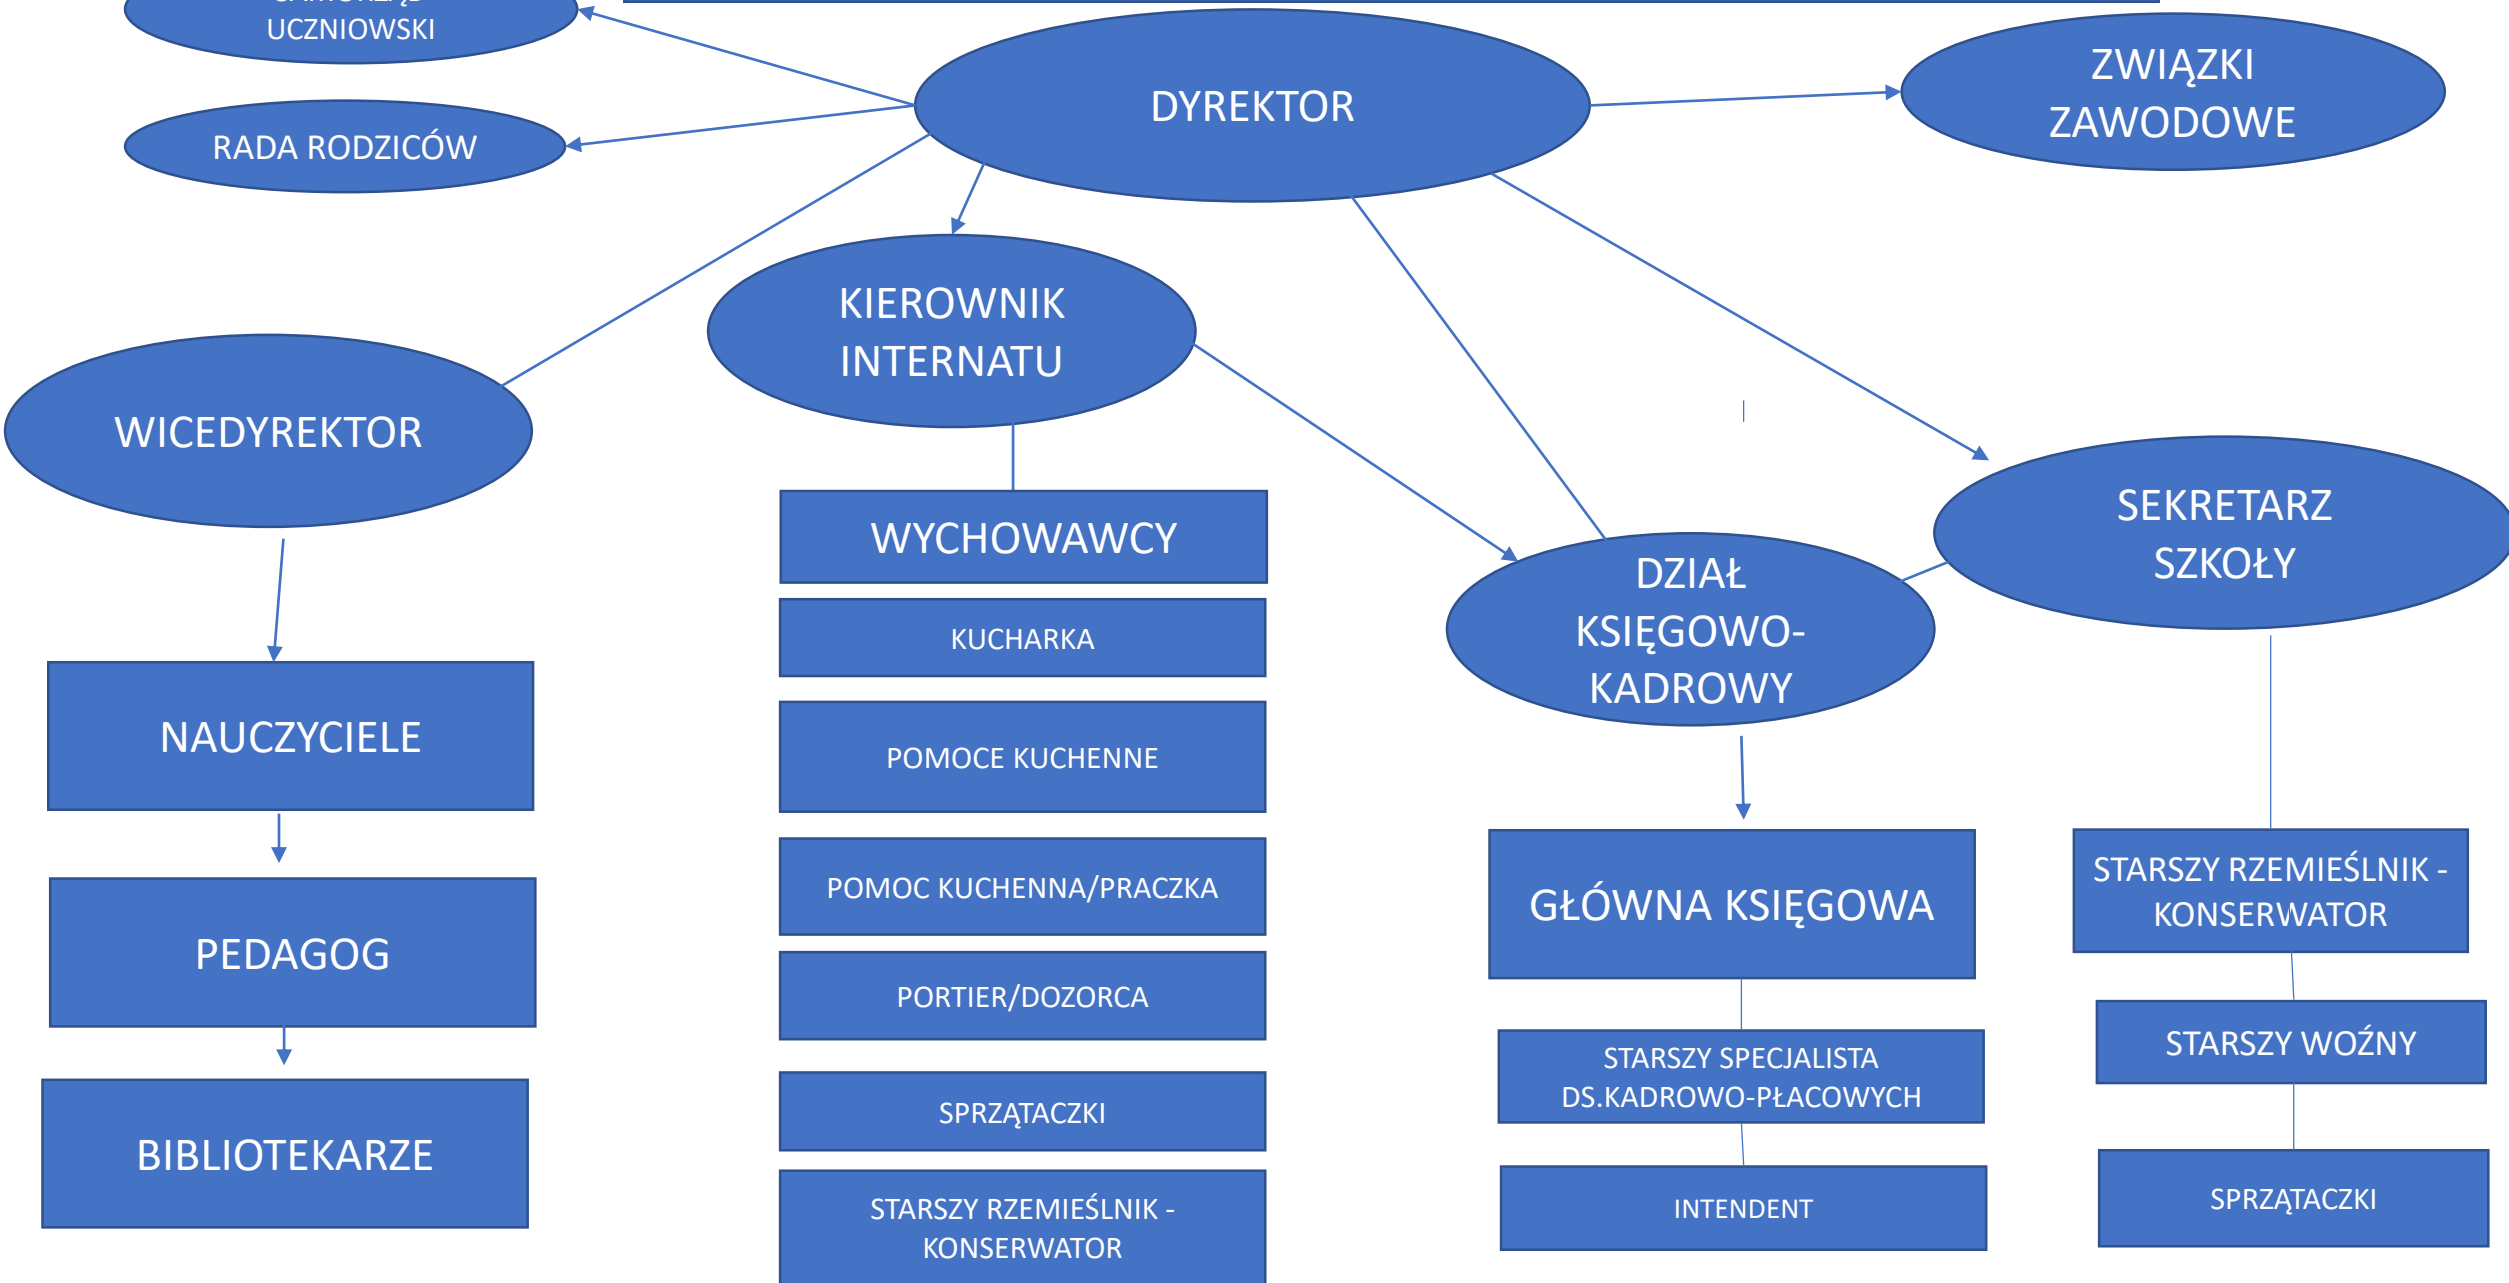 UCZNIOWSKI
DYREKTOR
ZWIĄZKI
ZAWODOWE
RADA RODZICÓW
KIEROWNIK
INTERNATU
WICEDYREKTOR
SEKRETARZ
SZKOŁY
WYCHOWAWCY
DZIAŁ
KSIĘGOWO-
KADROWY
KUCHARKA
NAUCZYCIELE
POMOCE KUCHENNE
POMOC KUCHENNA/PRACZKA
GŁÓWNA KSIĘGOWA
STARSZY RZEMIEŚLNIK -
KONSERWATOR
PEDAGOG
PORTIER/DOZORCA
STARSZY WOŹNY
STARSZY SPECJALISTA
DS.KADROWO-PŁACOWYCH
SPRZĄTACZKI
BIBLIOTEKARZE
SPRZĄTACZKI
INTENDENT
STARSZY RZEMIEŚLNIK -
KONSERWATOR